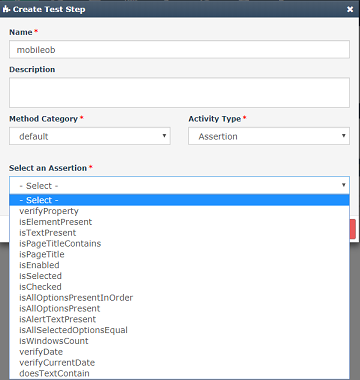 Create Test Step ×
Name *
mobileob
Description
Method Category * Activity Type *
default Assertion
Select an Assertion *
- Select -
- Select -
verifyProperty
isElementPresent
isTextPresent
isPageTitleContains
isPageTitle
isEnabled
isSelected
isChecked
isAllOptionsPresentInOrder
isAllOptionsPresent
isAlertTextPresent
isAllSelectedOptionsEqual
isWindowsCount
verifyDate
verifyCurrentDate
doesTextContain